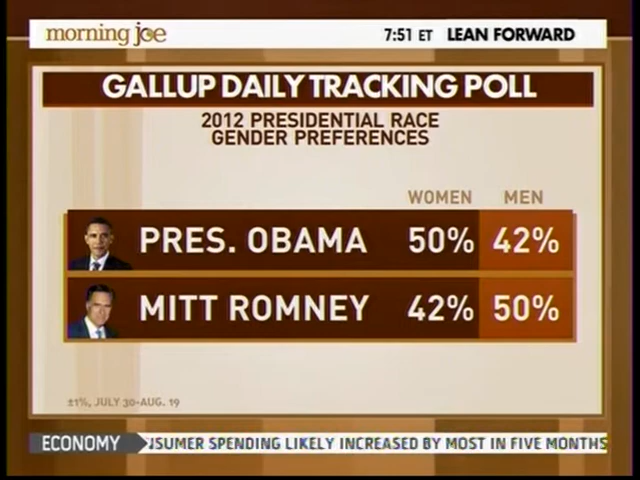 morning joe
7:51 ET LEAN FORWARD
GALLUP DAILY TRACKING POLL
2012 PRESIDENTIAL RACE
GENDER PREFERENCES
WOMEN MEN
PRES. OBAMA 50% 42%
MITT ROMNEY 42% 50%
±1%, JULY 30-AUG. 19
ECONOMY SPENDING LIKELY INCREASED BY MOST IN FIVE MONTHS